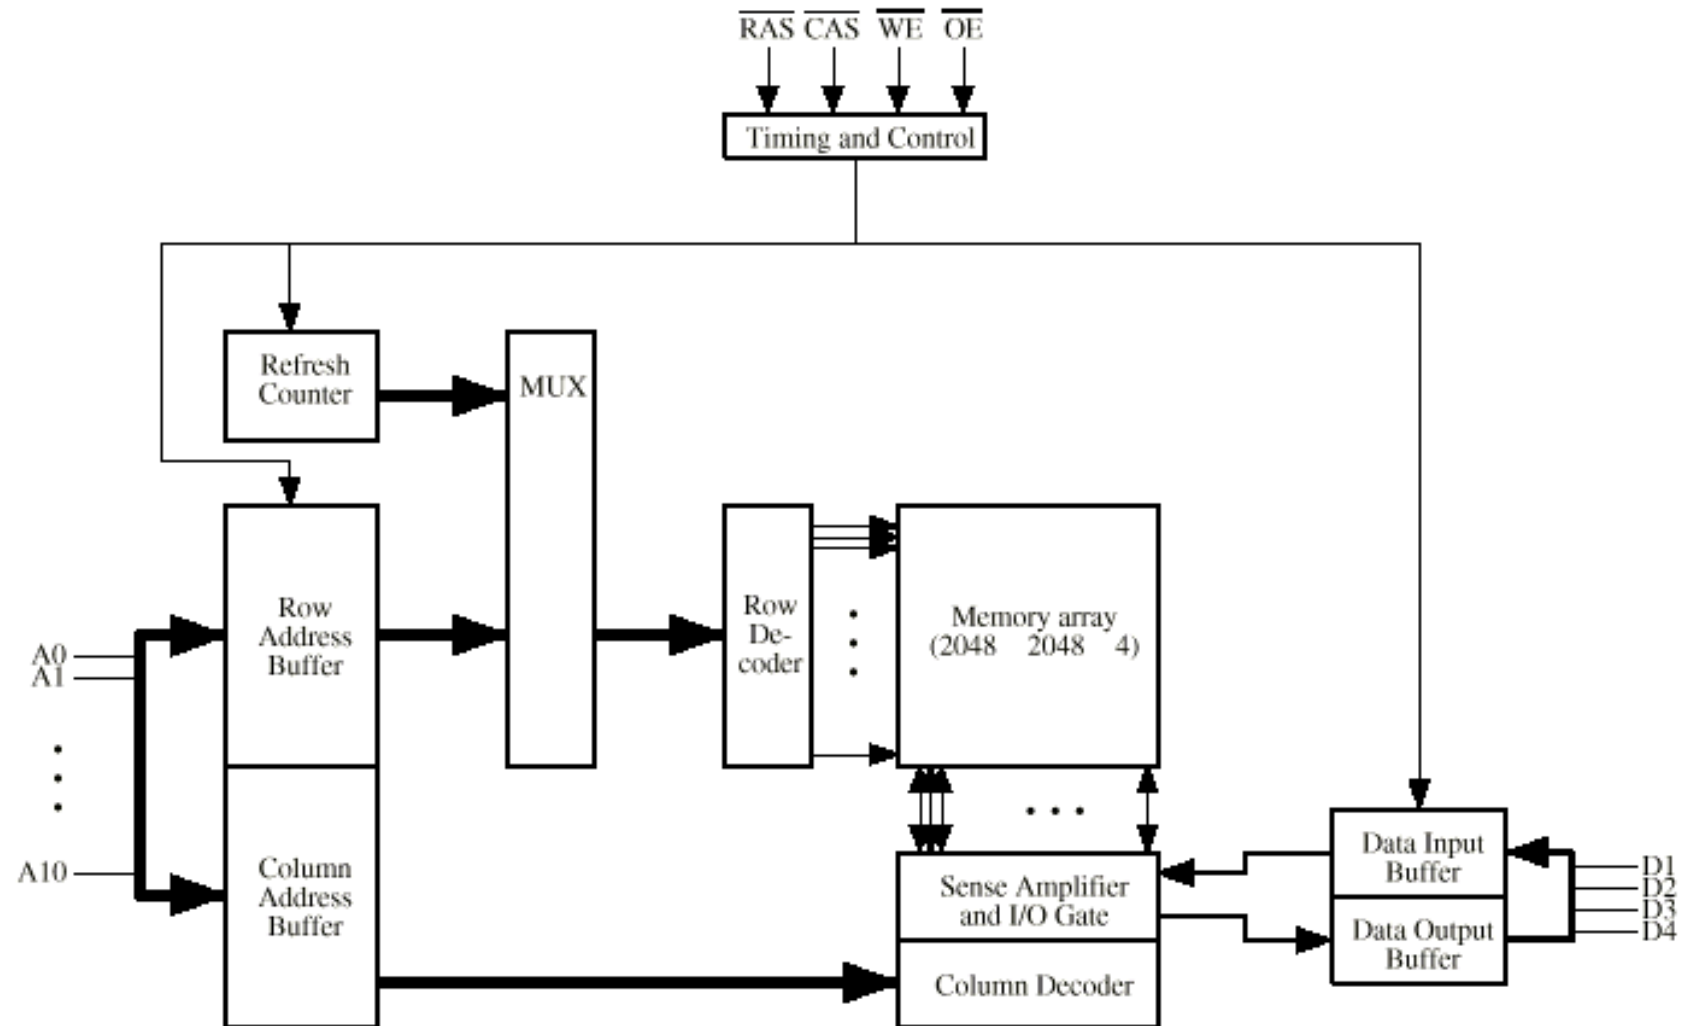 RAS CAS WE OE
Timing and Control
Refresh
Counter
MUX
Row
Address
Buffer
Row
De-
coder
Memory array
(2048 2048 4)
A0
A1
A10
Column
Address
Buffer
Sense Amplifier
and I/O Gate
Column Decoder
Data Input
Buffer
Data Output
Buffer
D1
D2
D3
D4